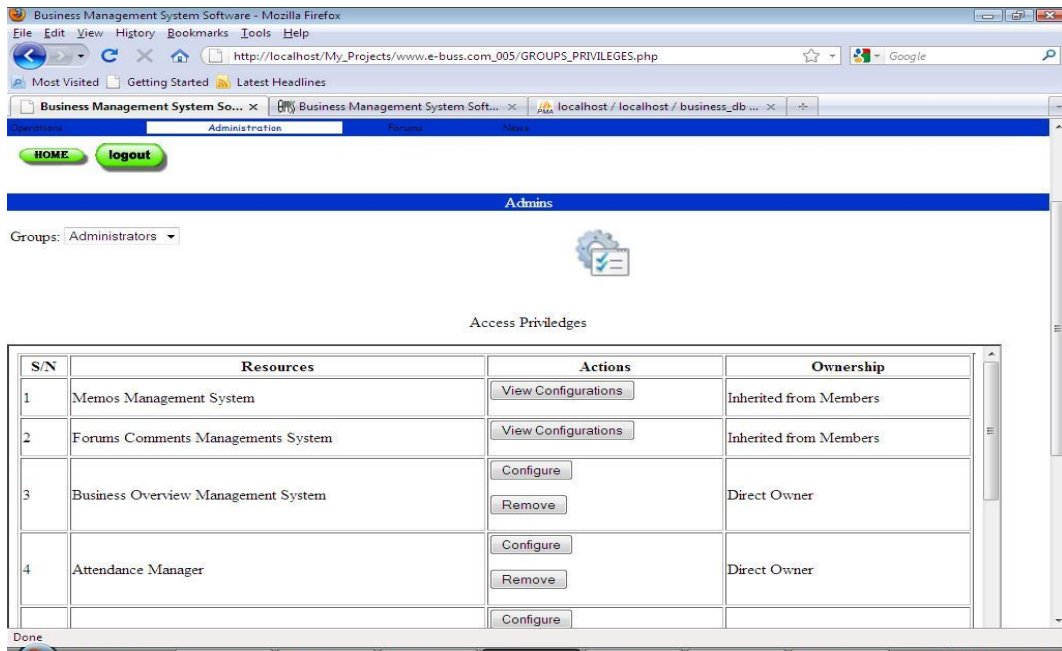 Business Management System Software - Mozilla Firefox
File Edit View History Bookmarks Tools Help
http://localhost/My_Projects/www.e-buss.com_005/GROUPS_PRIVILEGES.php
Google
Most Visited Getting Started Latest Headlines
Business Management System So... Business Management System Soft... localhost / localhost / business_db ...
Operations Administration Forums News
HOME logout
Admins
Groups: Administrators
Access Priviledges
S/N Resources Actions Ownership
1 Memos Management System View Configurations Inherited from Members
2 Forums Comments Managements System View Configurations Inherited from Members
3 Business Overview Management System Configure Remove Direct Owner
4 Attendance Manager Configure Remove Direct Owner
Configure
Done